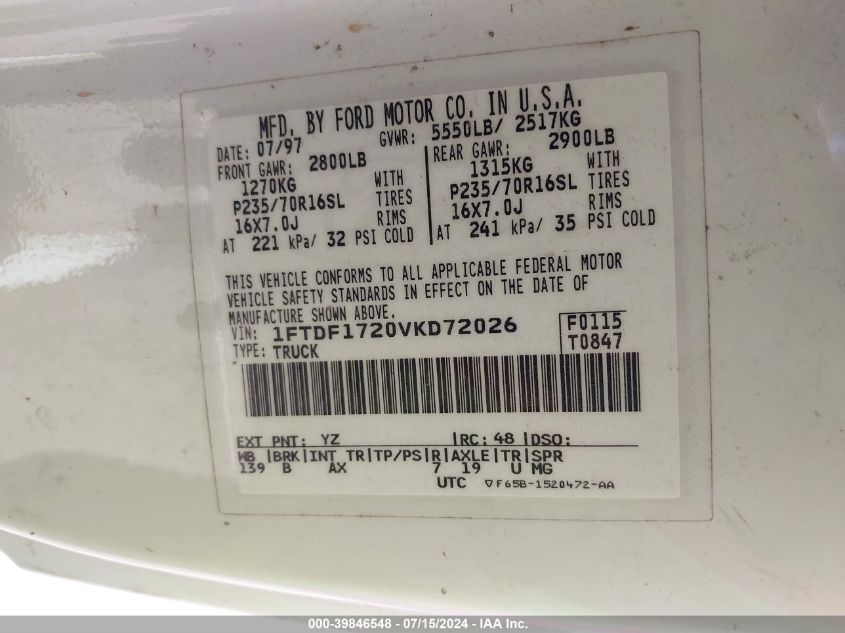 MFD. BY FORD MOTOR CO. IN U.S.A.
DATE: 07/97 GVWR: 5550LB/ 2517KG
FRONT GAWR: 2800LB REAR GAWR: 2900LB
1270KG WITH 1315KG WITH
P235/70R16SL TIRES P235/70R16SL TIRES
16X7.0J RIMS 16X7.0J RIMS
AT 221 kPa/ 32 PSI COLD AT 241 kPa/ 35 PSI COLD
THIS VEHICLE CONFORMS TO ALL APPLICABLE FEDERAL MOTOR
VEHICLE SAFETY STANDARDS IN EFFECT ON THE DATE OF
MANUFACTURE SHOWN ABOVE.
VIN: 1FTDF1720VKD72026 F0115
TYPE: TRUCK T0847
EXT PNT: YZ |RC: 48 |DSO:
WB |BRK|INT TR|TP/PS|R|AXLE|TR|SPR
139 B AX 7 19 U MG
UTC ▽F65B-1520472-AA
000-39846548 - 07/15/2024 - IAA Inc.